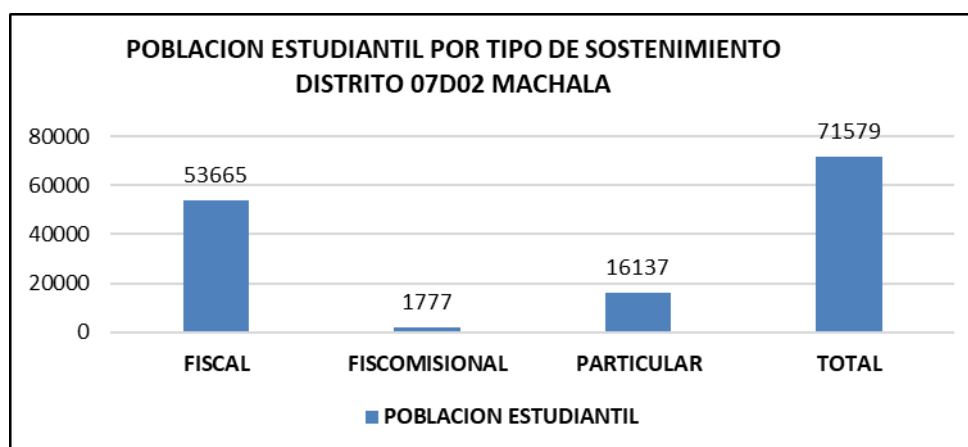 POBLACION ESTUDIANTIL POR TIPO DE SOSTENIMIENTO
DISTRITO 07D02 MACHALA
80000
60000
40000
20000
0
53665
1777
16137
71579
FISCAL
FISCOMISIONAL
PARTICULAR
TOTAL
POBLACION ESTUDIANTIL